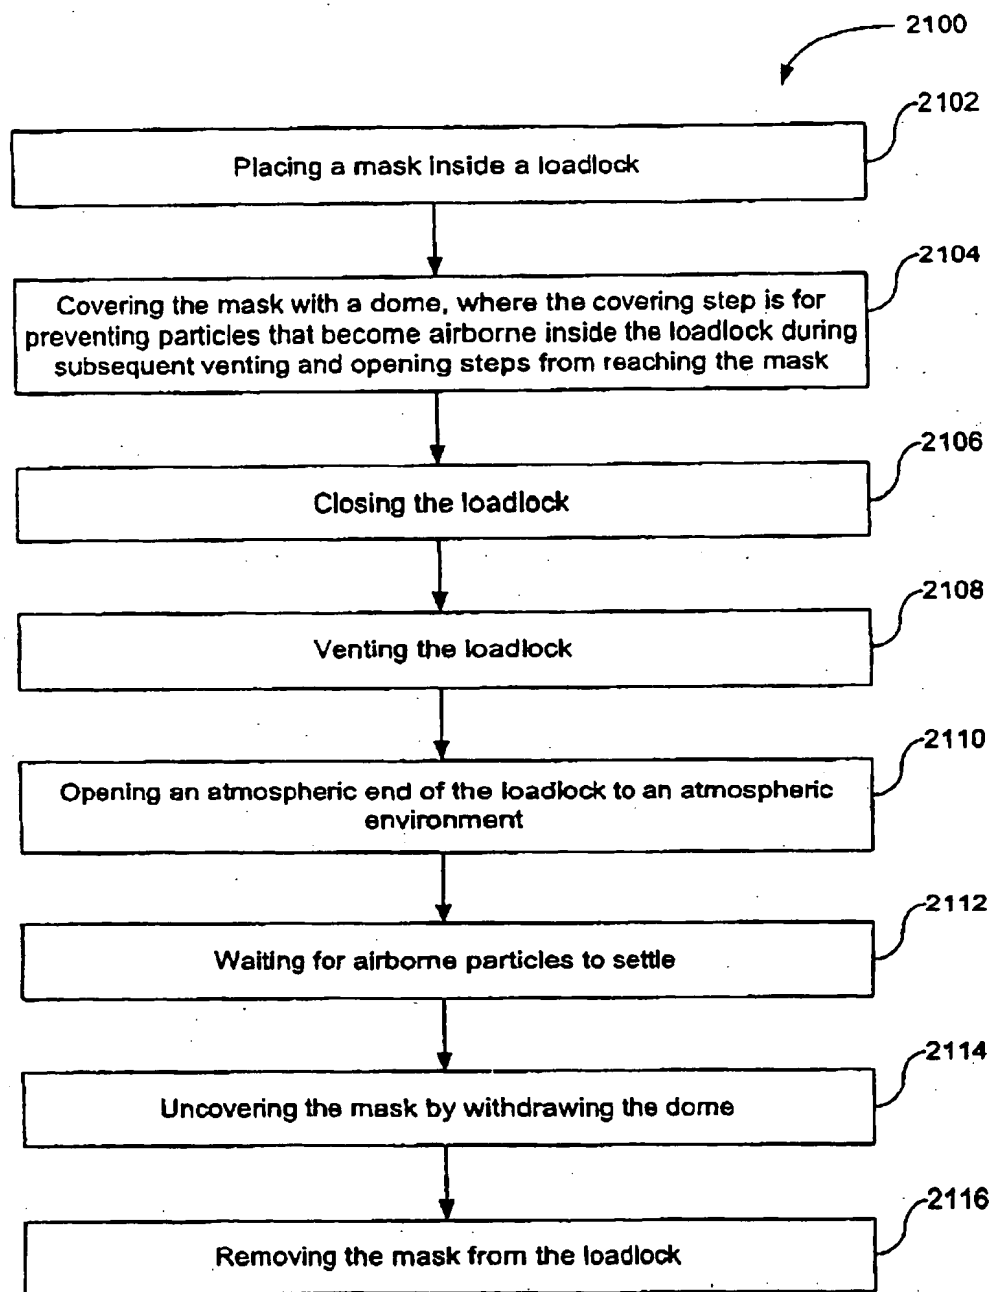 2100
2102
Placing a mask inside a loadlock
2104
Covering the mask with a dome, where the covering step is for
preventing particles that become airborne inside the loadlock during
subsequent venting and opening steps from reaching the mask
2106
Closing the loadlock
2108
Venting the loadlock
2110
Opening an atmospheric end of the loadlock to an atmospheric
environment
2112
Waiting for airborne particles to settle
2114
Uncovering the mask by withdrawing the dome
2116
Removing the mask from the loadlock